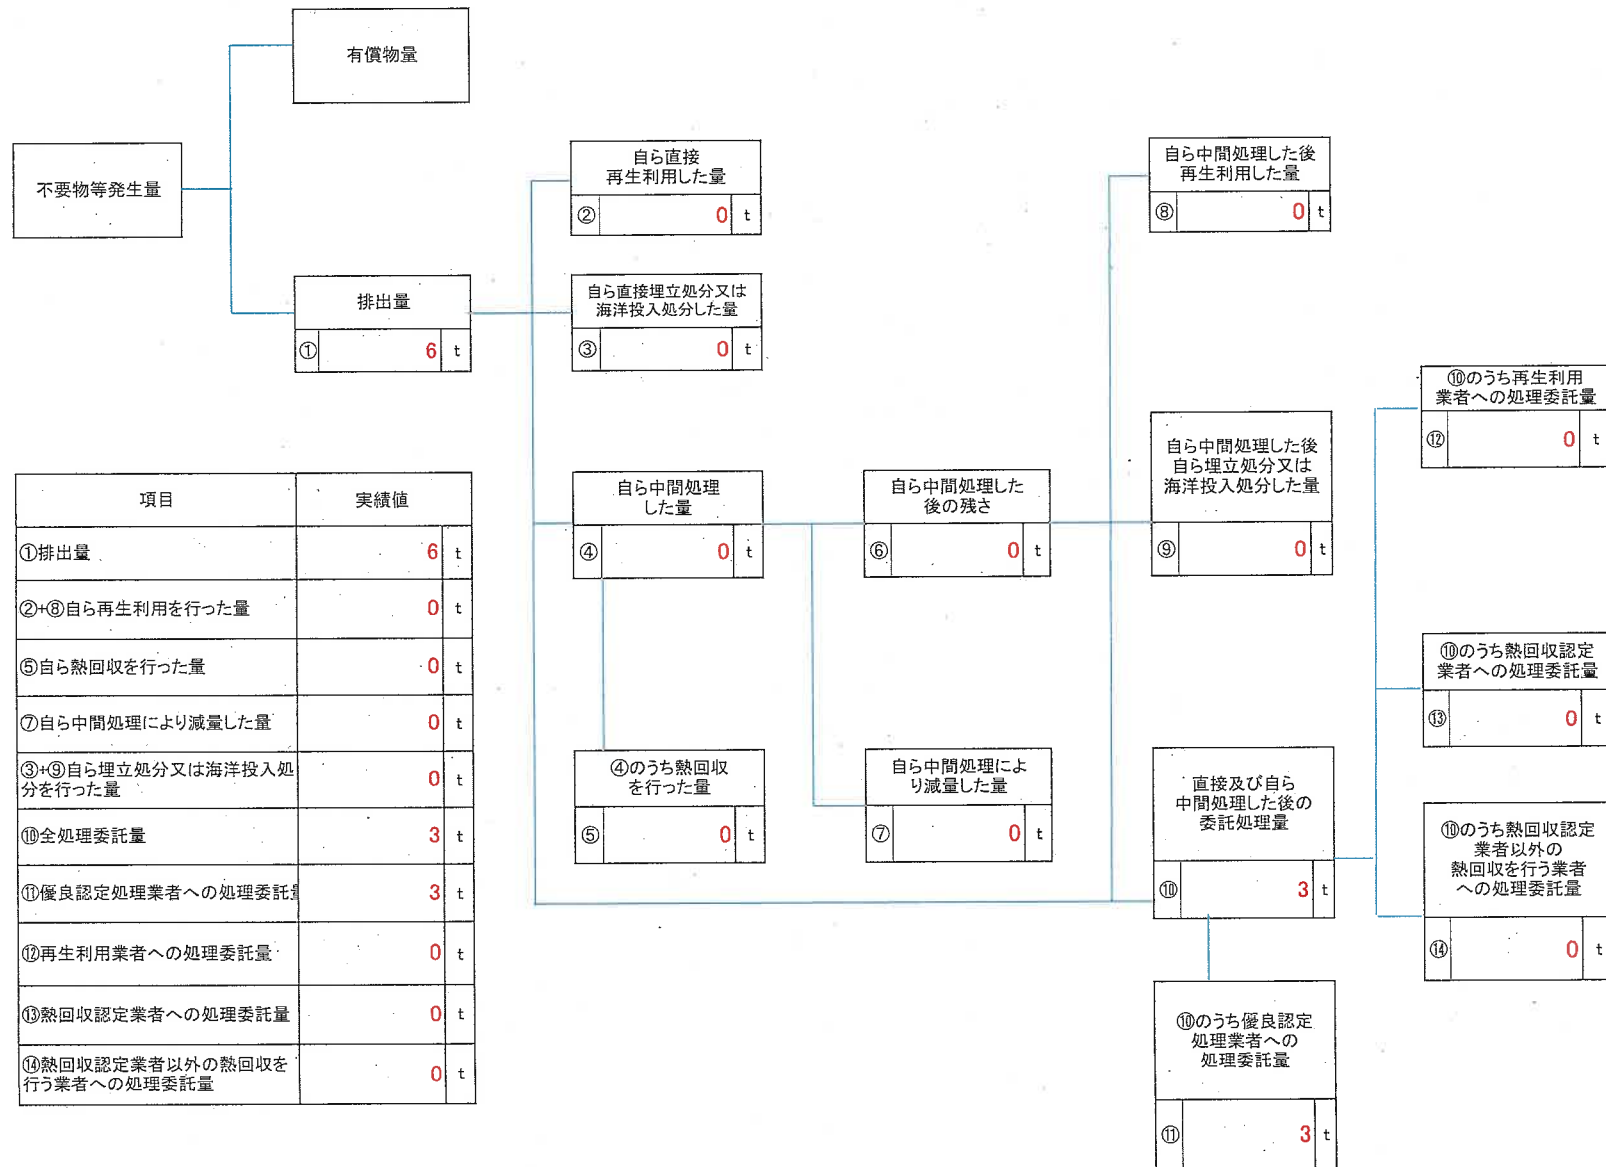 有償物量
不要物等発生量
排出量
① 6 t
自ら直接
再生利用した量
② 0 t
自ら直接埋立処分又は
海洋投入処分した量
③ 0 t
自ら中間処理
した量
④ 0 t
④のうち熱回収
を行った量
⑤ 0 t
自ら中間処理した
後の残さ
⑥ 0 t
自ら中間処理によ
り減量した量
⑦ 0 t
自ら中間処理した後
再生利用した量
⑧ 0 t
自ら中間処理した後
自ら埋立処分又は
海洋投入処分した量
⑨ 0 t
直接及び自ら
中間処理した後の
委託処理量
⑩ 3 t
⑩のうち優良認定
処理業者への
処理委託量
⑪ 3 t
⑩のうち再生利用
業者への処理委託量
⑫ 0 t
⑩のうち熱回収認定
業者への処理委託量
⑬ 0 t
⑩のうち熱回収認定
業者以外の
熱回収を行う業者
への処理委託量
⑭ 0 t
項目 実績値
①排出量 6 t
②+⑧自ら再生利用を行った量 0 t
⑤自ら熱回収を行った量 0 t
⑦自ら中間処理により減量した量 0 t
③+⑨自ら埋立処分又は海洋投入処
分を行った量 0 t
⑩全処理委託量 3 t
⑪優良認定処理業者への処理委託量 3 t
⑫再生利用業者への処理委託量 0 t
⑬熱回収認定業者への処理委託量 0 t
⑭熱回収認定業者以外の熱回収を
行う業者への処理委託量 0 t